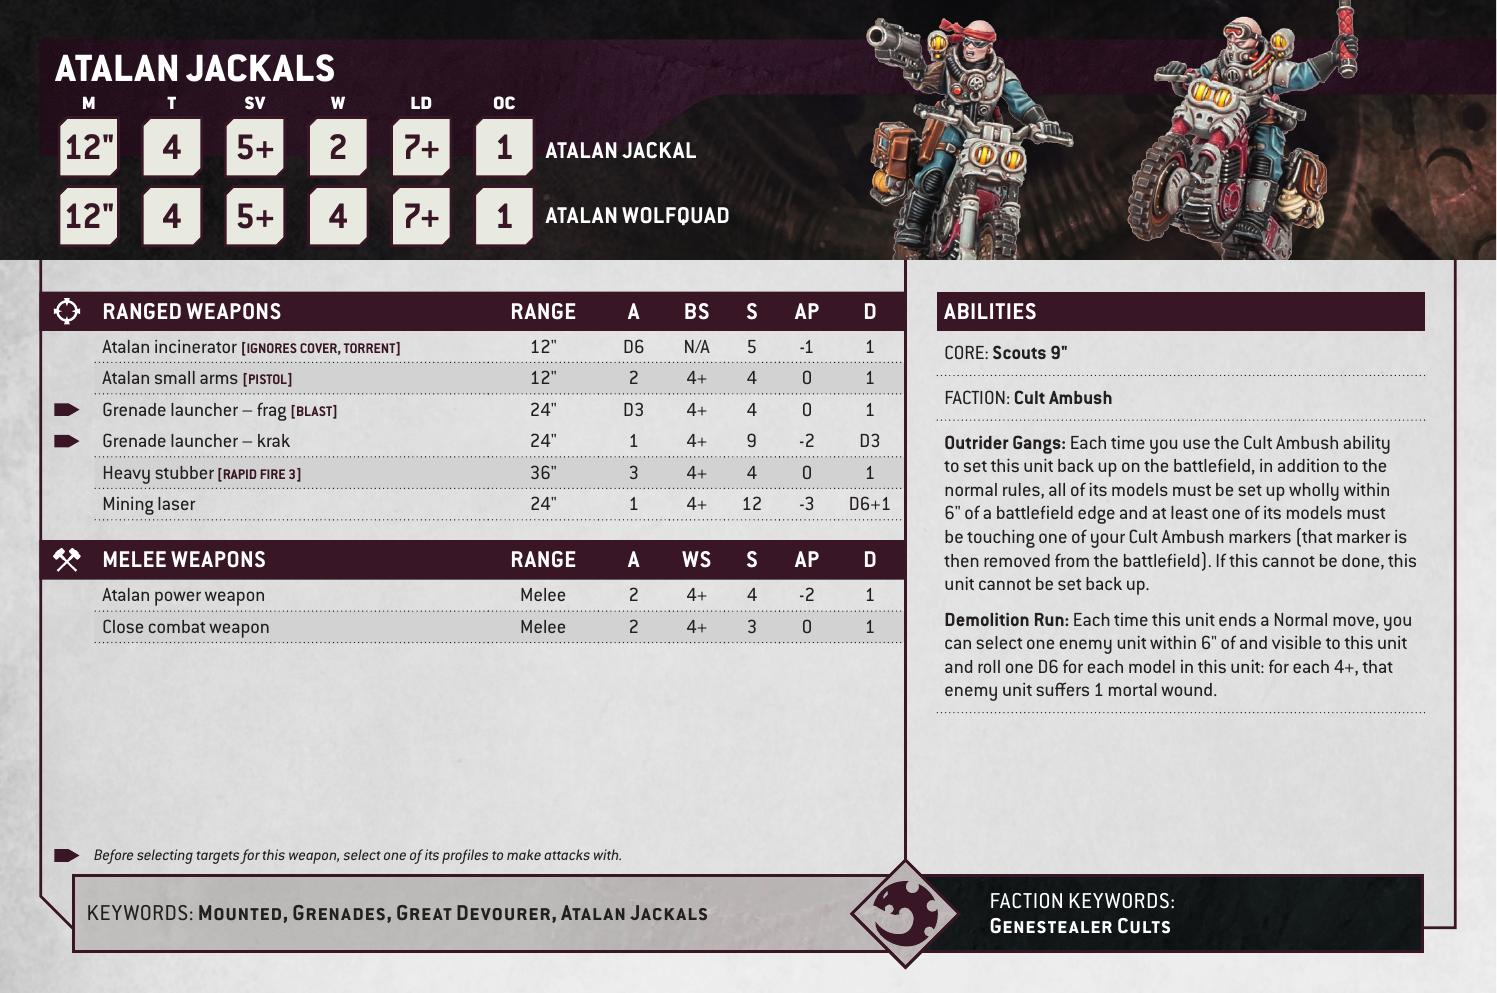 ATALAN JACKALS
M T SV W LD OC
12" 4 5+ 2 7+ 1 ATALAN JACKAL
12" 4 5+ 4 7+ 1 ATALAN WOLFQUAD
RANGED WEAPONS RANGE A BS S AP D
Atalan incinerator [IGNORES COVER, TORRENT] 12" D6 N/A 5 -1 1
Atalan small arms [PISTOL] 12" 2 4+ 4 0 1
Grenade launcher – frag [BLAST] 24" D3 4+ 4 0 1
Grenade launcher – krak 24" 1 4+ 9 -2 D3
Heavy stubber [RAPID FIRE 3] 36" 3 4+ 4 0 1
Mining laser 24" 1 4+ 12 -3 D6+1
MELEE WEAPONS RANGE A WS S AP D
Atalan power weapon Melee 2 4+ 4 -2 1
Close combat weapon Melee 2 4+ 3 0 1
Before selecting targets for this weapon, select one of its profiles to make attacks with.
ABILITIES
CORE: Scouts 9"
FACTION: Cult Ambush
Outrider Gangs: Each time you use the Cult Ambush ability
to set this unit back up on the battlefield, in addition to the
normal rules, all of its models must be set up wholly within
6" of a battlefield edge and at least one of its models must
be touching one of your Cult Ambush markers (that marker is
then removed from the battlefield). If this cannot be done, this
unit cannot be set back up.
Demolition Run: Each time this unit ends a Normal move, you
can select one enemy unit within 6" of and visible to this unit
and roll one D6 for each model in this unit: for each 4+, that
enemy unit suffers 1 mortal wound.
KEYWORDS: MOUNTED, GRENADES, GREAT DEVOURER, ATALAN JACKALS
FACTION KEYWORDS:
GENESTEALER CULTS